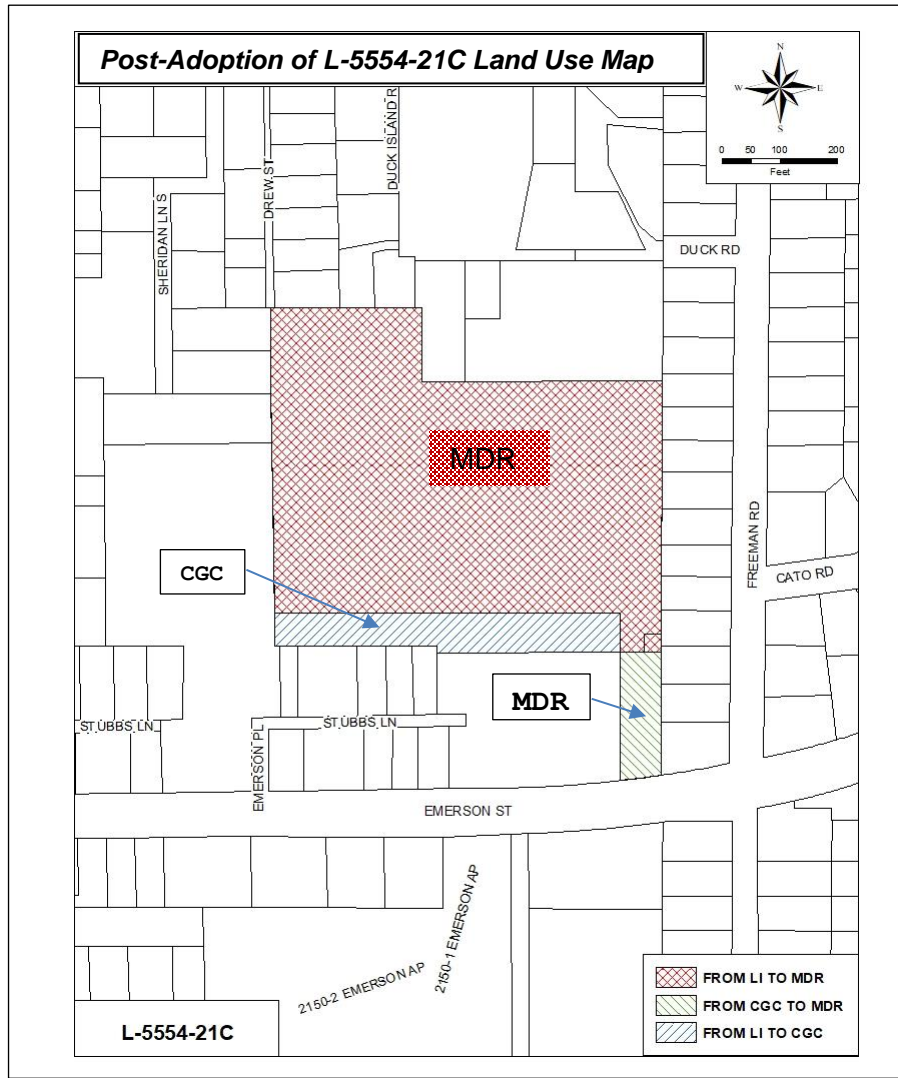 Post-Adoption of L-5554-21C Land Use Map
N
W E
S
0 50 100 200
Feet
SHERIDAN LN S
DREW ST
DUCK ISLAND R
DUCK RD
MDR
FREEMAN RD
CATO RD
CGC
MDR
STUBBS LN
EMERSON PL
STUBBS LN
EMERSON ST
2150-1 EMERSON AP
2150-2 EMERSON AP
FROM LI TO MDR
FROM CGC TO MDR
FROM LI TO CGC
L-5554-21C